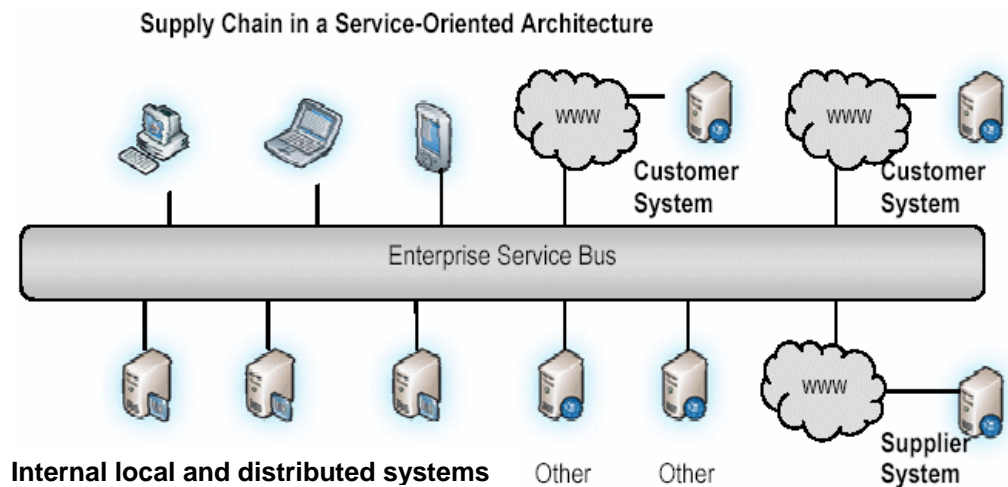 Supply Chain in a Service-Oriented Architecture
WWW
WWW
Customer
System
Customer
System
Enterprise Service Bus
WWW
Internal local and distributed systems
Other
Other
Supplier
System